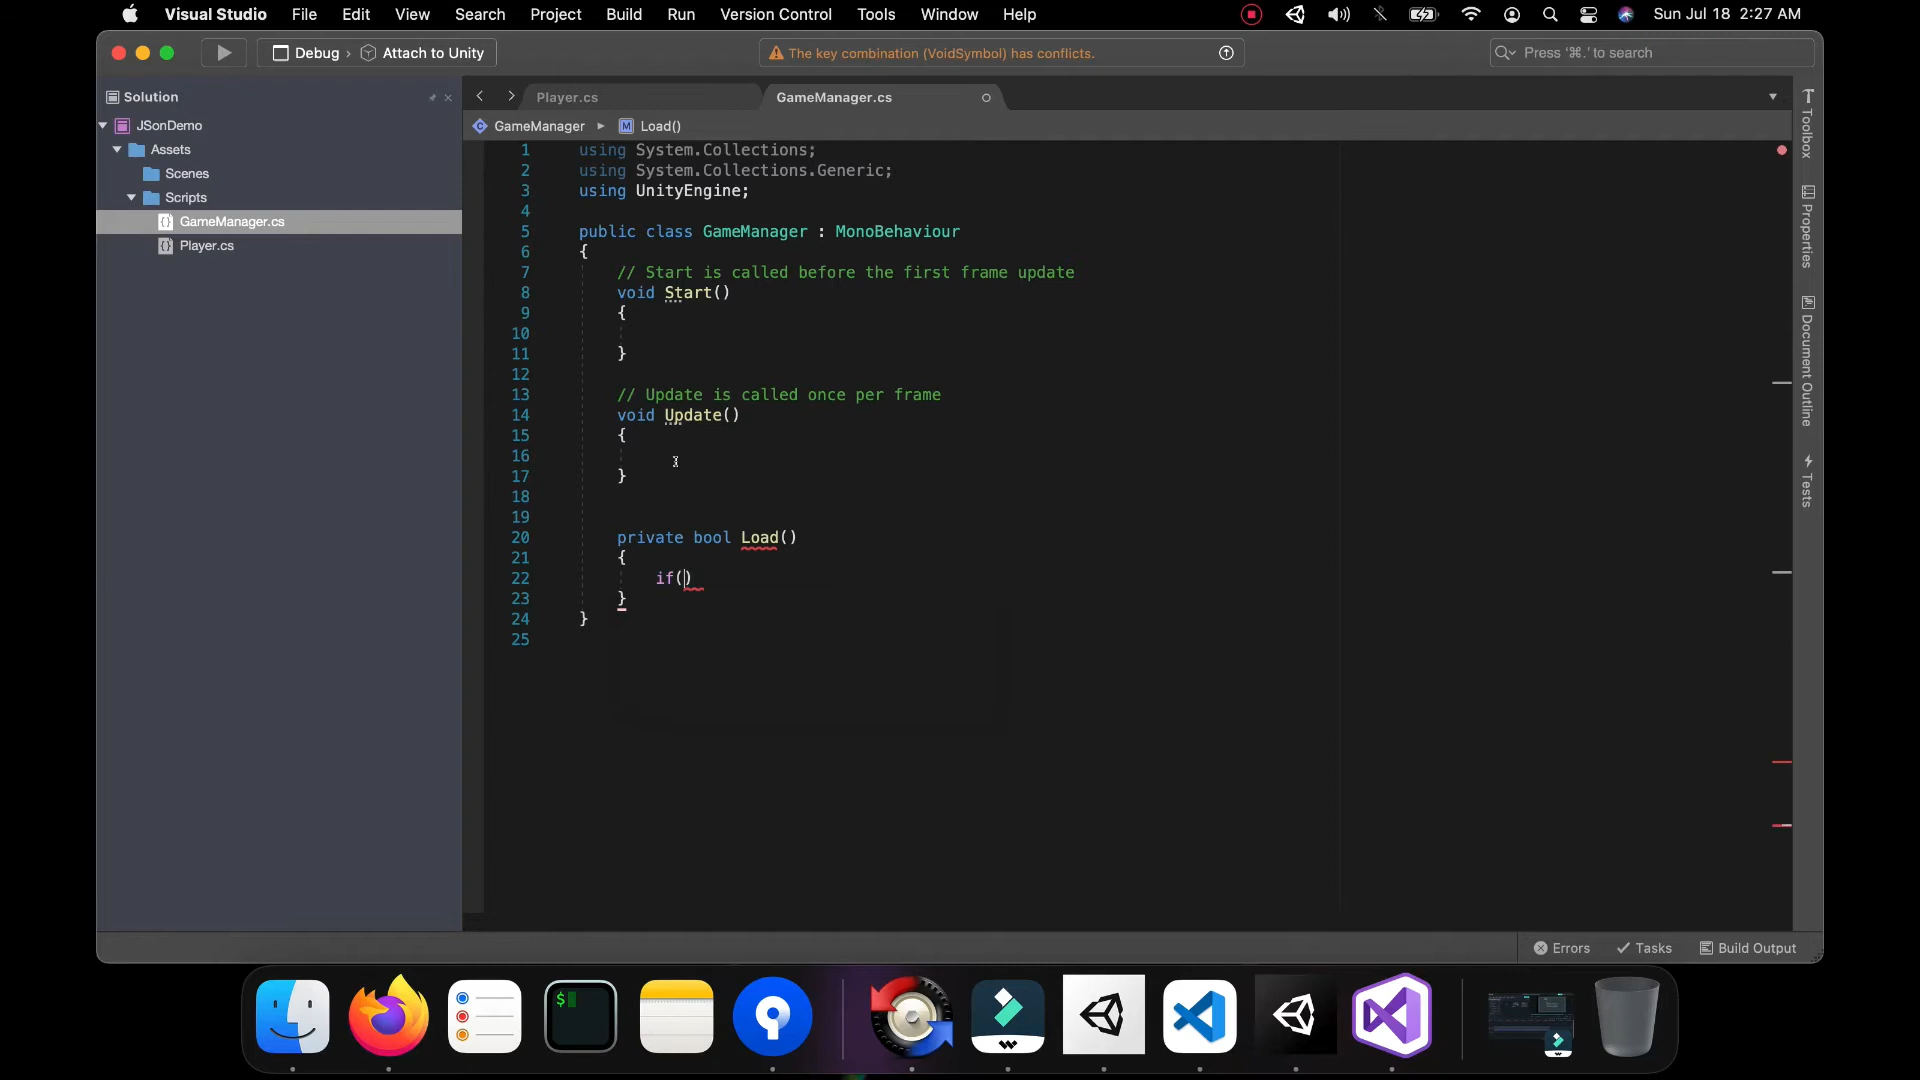 Visual Studio File Edit View Search Project Build Run Version Control Tools Window Help Sun Jul 18 2:27 AM
Debug › Attach to Unity The key combination (VoidSymbol) has conflicts. Press ‘⌘.’ to search
Solution
JSonDemo
Assets
Scenes
Scripts
GameManager.cs
Player.cs
Player.cs GameManager.cs
GameManager Load()
1 using System.Collections;
2 using System.Collections.Generic;
3 using UnityEngine;
4
5 public class GameManager : MonoBehaviour
6 {
7 // Start is called before the first frame update
8 void Start()
9 {
10
11 }
12
13 // Update is called once per frame
14 void Update()
15 {
16
17 }
18
19
20 private bool Load()
21 {
22 if()
23 }
24 }
25
Toolbox
Properties
Document Outline
Tests
Errors Tasks Build Output
$